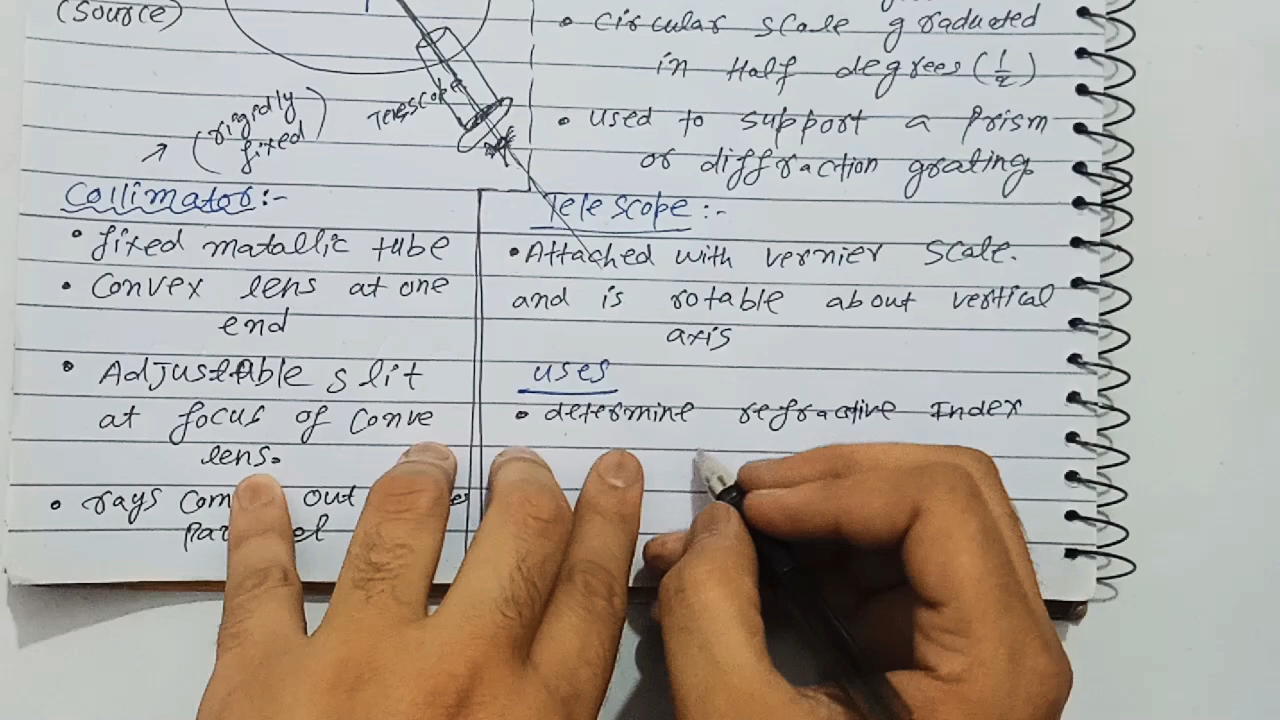 (Source)
Telescope
(rigidly
fixed)
• Circular scale graduated
in Half degrees (1/2)
• used to support a Prism
or diffraction grating
Collimator:-
• fixed matallic tube
• Convex lens at one
end
• Adjustable slit
at focus of Conve
lens.
• rays com out
Telescope:-
• Attached with vernier scale.
and is rotable about vertical
axis
uses
• determine refractive Index